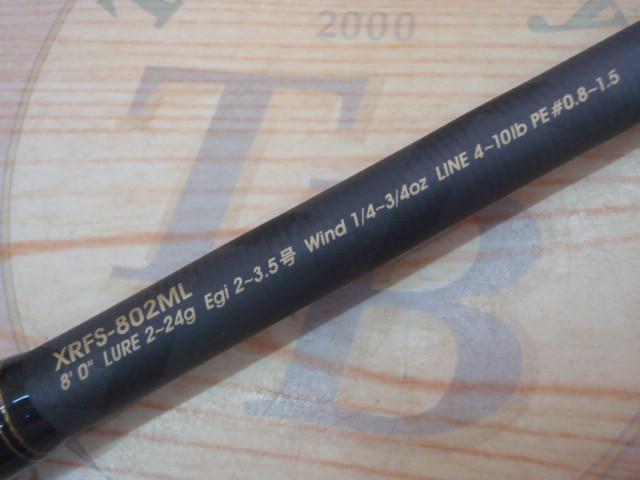 2000
TB
XRFS-802ML
8' 0" LURE 2~24g Egi 2~3.5号 Wind 1/4~3/4oz LINE 4~10lb PE#0.8~1.5